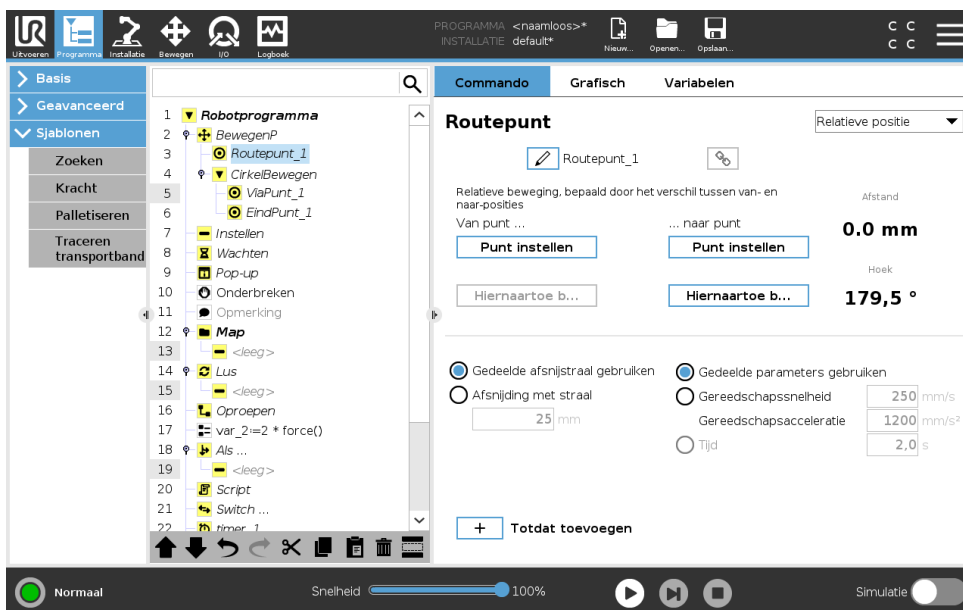 PROGRAMMA <naamloos>*
INSTALLATIE default*
C C
C C
Uitvoeren Programma Installatie Bewegen I/O Logboek Nieuw... Openen... Opslaan...
Basis
Geavanceerd
Sjablonen
Zoeken
Kracht
Palletiseren
Traceren
transportband
1 Robotprogramma
2 BewegenP
3 Routepunt_1
4 CirkelBewegen
5 ViaPunt_1
6 EindPunt_1
7 Instellen
8 Wachten
9 Pop-up
10 Onderbreken
11 Opmerking
12 Map
13 <leeg>
14 Lus
15 <leeg>
16 Oproepen
17 var_2:=2 * force()
18 Als ...
19 <leeg>
20 Script
21 Switch ...
22 timer_1
Commando Grafisch Variabelen
Routepunt Relatieve positie
Routepunt_1
Relatieve beweging, bepaald door het verschil tussen van- en
naar-posities
Afstand
Van punt ... ... naar punt
0.0 mm
Punt instellen Punt instellen
Hoek
Hiernaartoe b... Hiernaartoe b... 179,5 °
Gedeelde afsnijstraal gebruiken
Afsnijding met straal
25 mm
Gedeelde parameters gebruiken
Gereedschapssnelheid 250 mm/s
Gereedschapsacceleratie 1200 mm/s²
Tijd 2,0 s
+ Totdat toevoegen
Normaal Snelheid 100% Simulatie